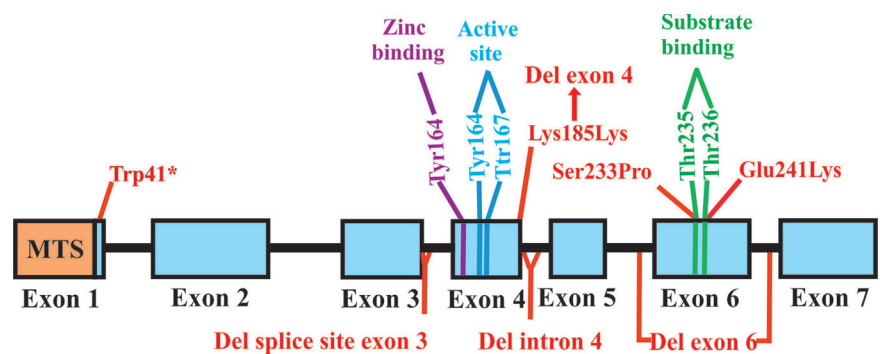 Zinc
binding
Active
site
Substrate
binding
Del exon 4
Trp41*
Tyr164
Tyr164
Ttr167
Lys185Lys
Ser233Pro
Thr235
Thr236
Glu241Lys
MTS
Exon 1
Exon 2
Exon 3
Exon 4
Exon 5
Exon 6
Exon 7
Del splice site exon 3
Del intron 4
Del exon 6